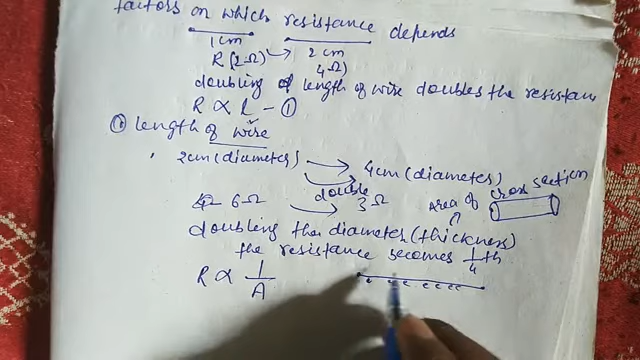 factors on which resistance depends
1cm 2 cm
R (2Ω) → 4Ω)
doubling of length of wire doubles the resistan
R ∝ L - ①
length of wire
2cm (diameter) → 4cm (diameter)
double
6Ω → 3Ω
Area of cross section
doubling the diameter (thickness)
the resistance becomes 1/4 th
R ∝ 1/A